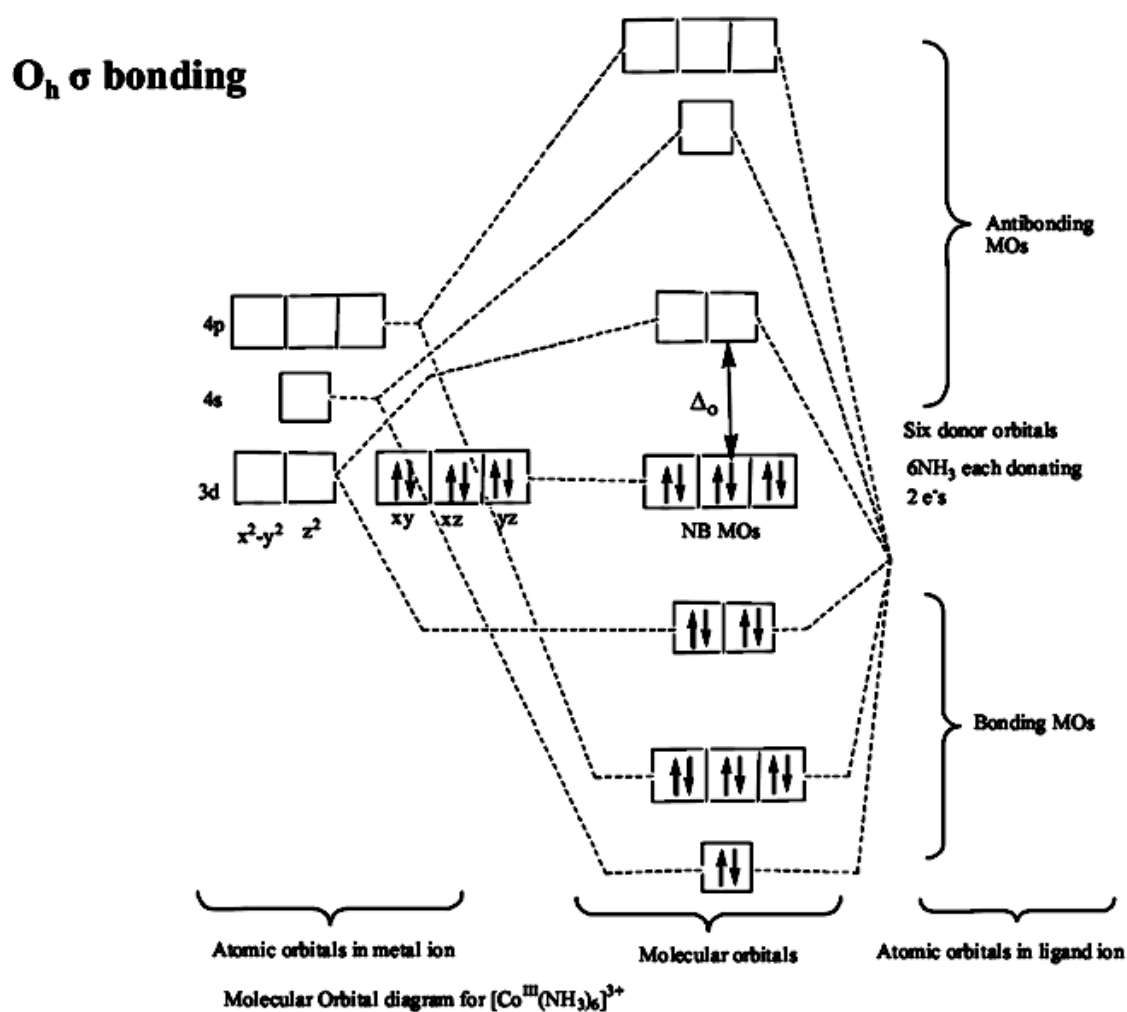 Oₕ σ bonding
Antibonding
MOs
4p
4s
Δₒ
Six donor orbitals
6NH₃ each donating
2 e⁻s
3d
x²-y² z²
xy xz yz
NB MOs
Bonding MOs
Atomic orbitals in metal ion
Molecular orbitals
Atomic orbitals in ligand ion
Molecular Orbital diagram for [Coᴵᴵᴵ(NH₃)₆]³⁺